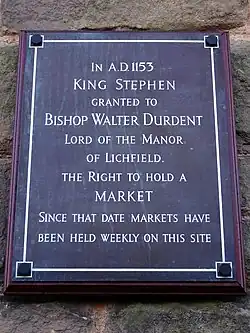 IN A.D. 1153
KING STEPHEN
GRANTED TO
BISHOP WALTER DURDENT
LORD OF THE MANOR
OF LICHFIELD.
THE RIGHT TO HOLD A
MARKET
SINCE THAT DATE MARKETS HAVE
BEEN HELD WEEKLY ON THIS SITE